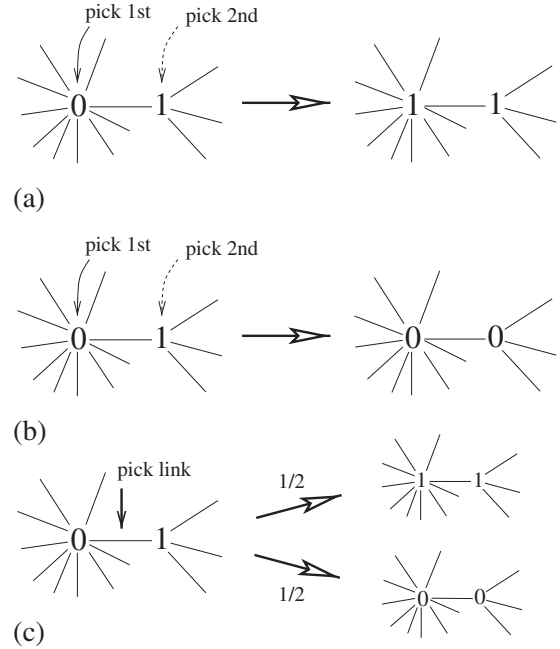 pick 1st pick 2nd
0 1 1 1
(a)
pick 1st pick 2nd
0 1 0 0
(b)
pick link
1/2
1 1
0 1
1/2
0 0
(c)